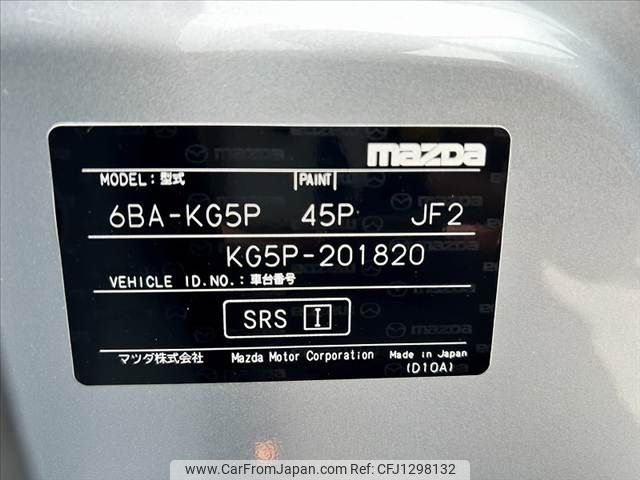 mazda
MODEL:型式 PAINT
6BA-KG5P 45P JF2
KG5P-201820
VEHICLE ID.NO.:車台番号
SRS I
マツダ株式会社 Mazda Motor Corporation Made in Japan
(D10A)
www.CarFromJapan.com - CFJ1298132